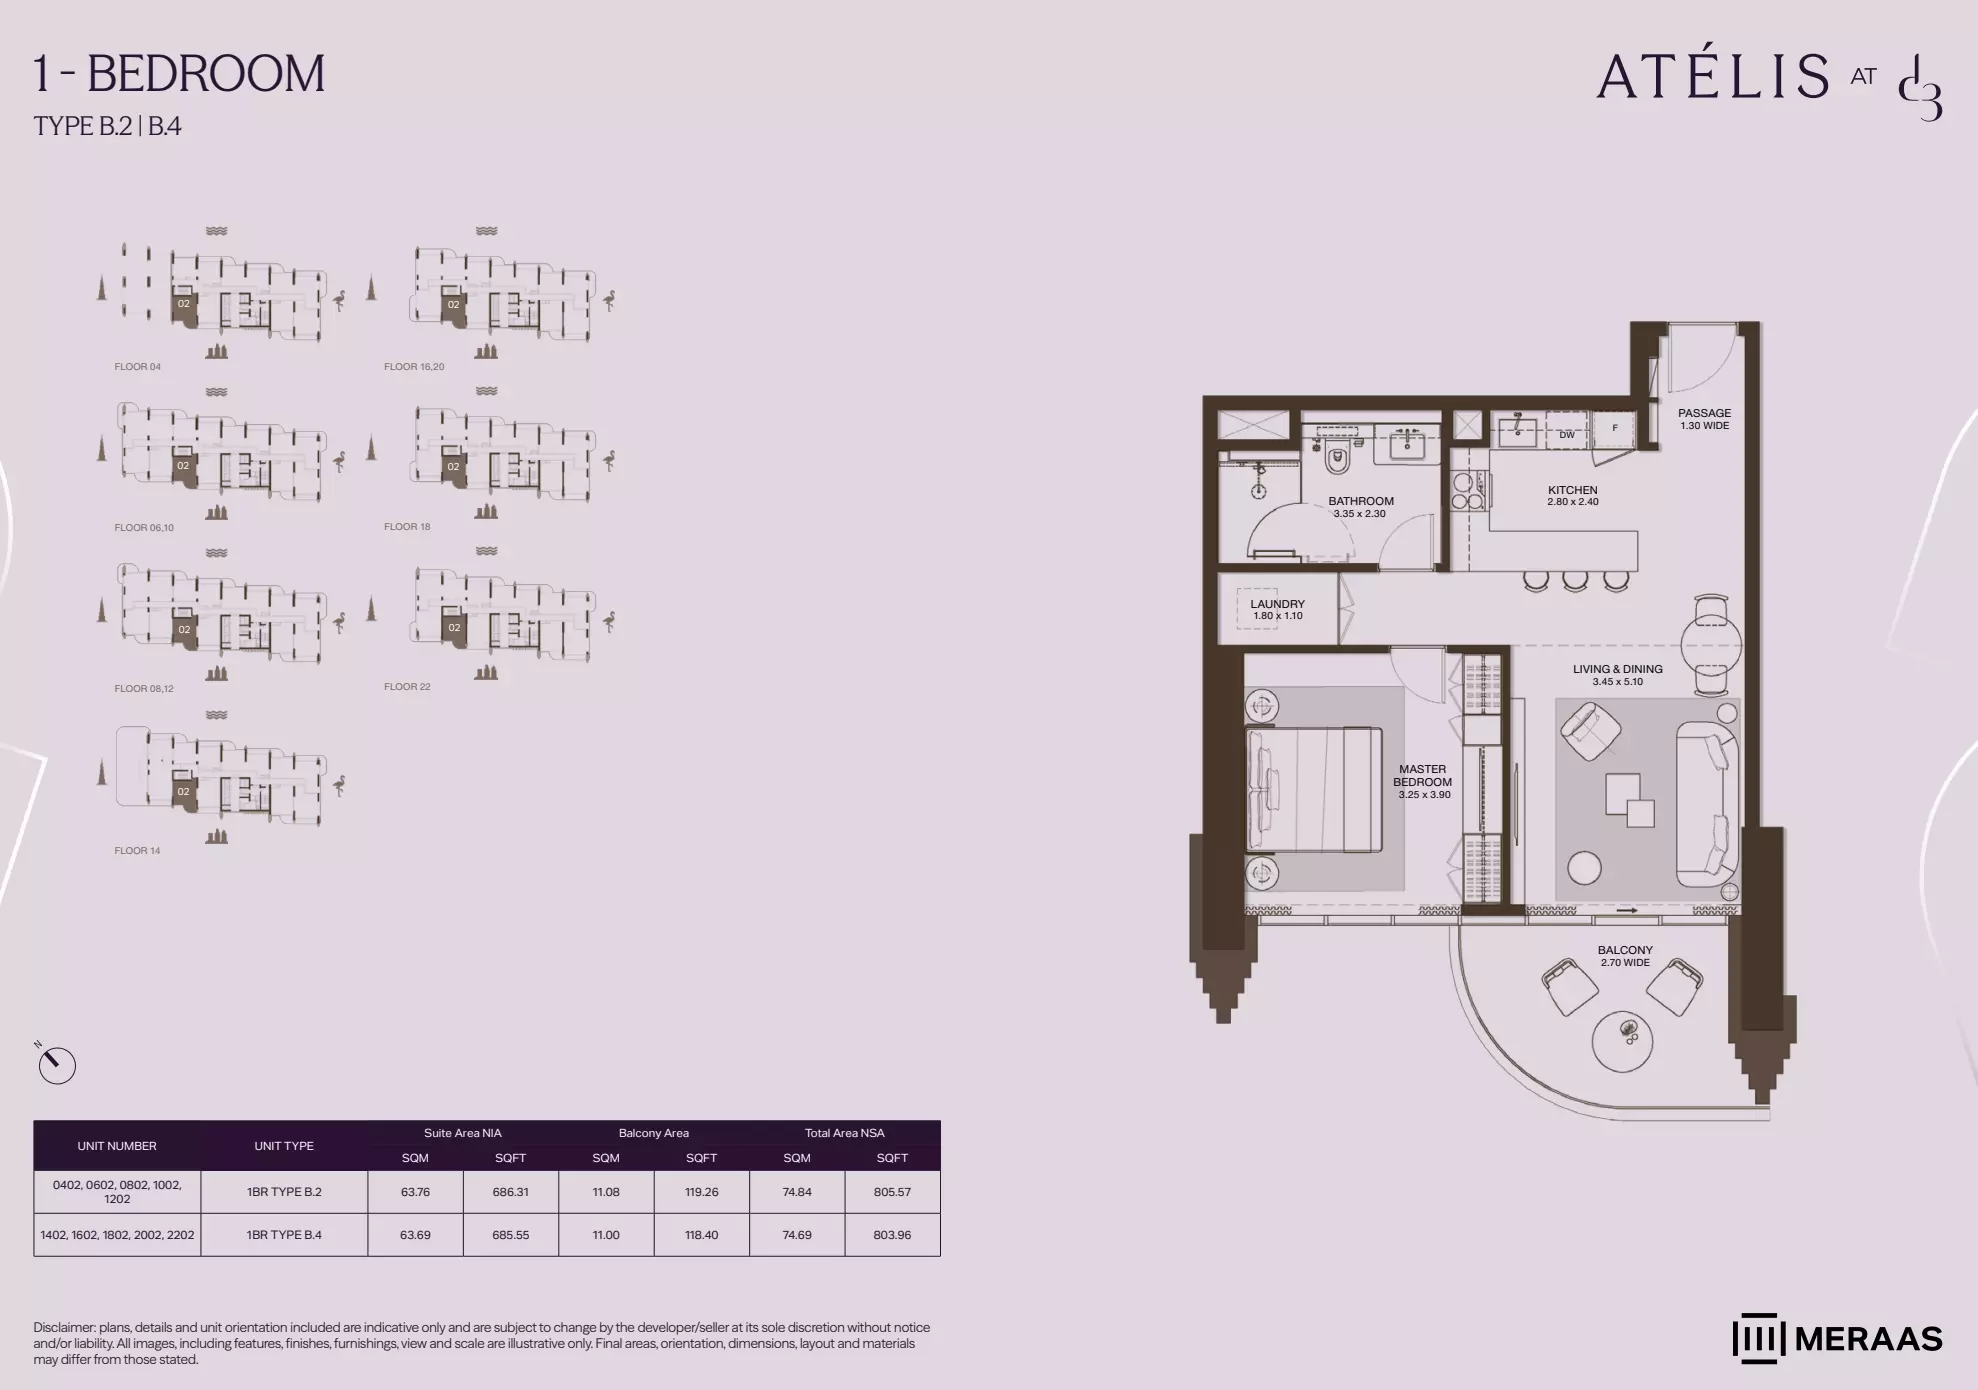 1 - BEDROOM
TYPE B.2 | B.4
ATÉLIS AT d3
02
FLOOR 04
02
FLOOR 16,20
02
FLOOR 06,10
02
FLOOR 18
02
FLOOR 08,12
02
FLOOR 22
02
FLOOR 14
PASSAGE
1.30 WIDE
DW
F
KITCHEN
2.80 x 2.40
BATHROOM
3.35 x 2.30
LAUNDRY
1.80 x 1.10
LIVING & DINING
3.45 x 5.10
MASTER
BEDROOM
3.25 x 3.90
BALCONY
2.70 WIDE
N
UNIT NUMBER UNIT TYPE Suite Area NIA Balcony Area Total Area NSA
SQM SQFT SQM SQFT SQM SQFT
0402, 0602, 0802, 1002,
1202
1BR TYPE B.2 63.76 686.31 11.08 119.26 74.84 805.57
1402, 1602, 1802, 2002, 2202 1BR TYPE B.4 63.69 685.55 11.00 118.40 74.69 803.96
Disclaimer: plans, details and unit orientation included are indicative only and are subject to change by the developer/seller at its sole discretion without notice
and/or liability. All images, including features, finishes, furnishings, view and scale are illustrative only. Final areas, orientation, dimensions, layout and materials
may differ from those stated.
MERAAS